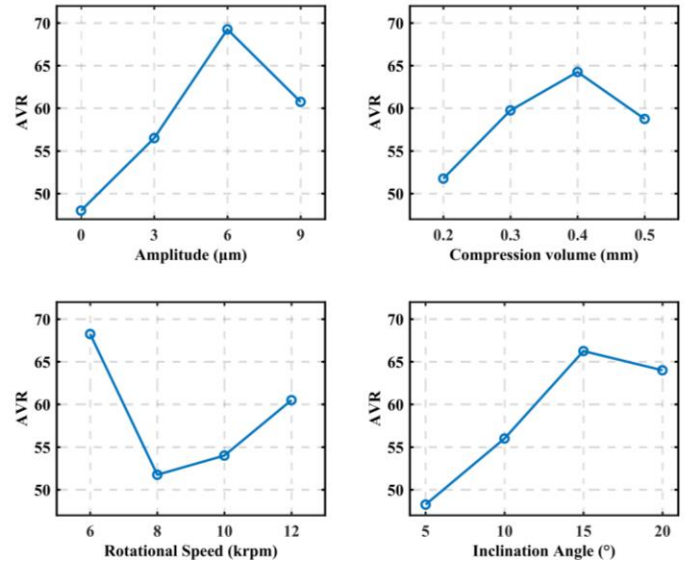 70
65
60
55
50
AVR
0 3 6 9
Amplitude (μm)
70
65
60
55
50
AVR
0.2 0.3 0.4 0.5
Compression volume (mm)
70
65
60
55
50
AVR
6 8 10 12
Rotational Speed (krpm)
70
65
60
55
50
AVR
5 10 15 20
Inclination Angle (°)